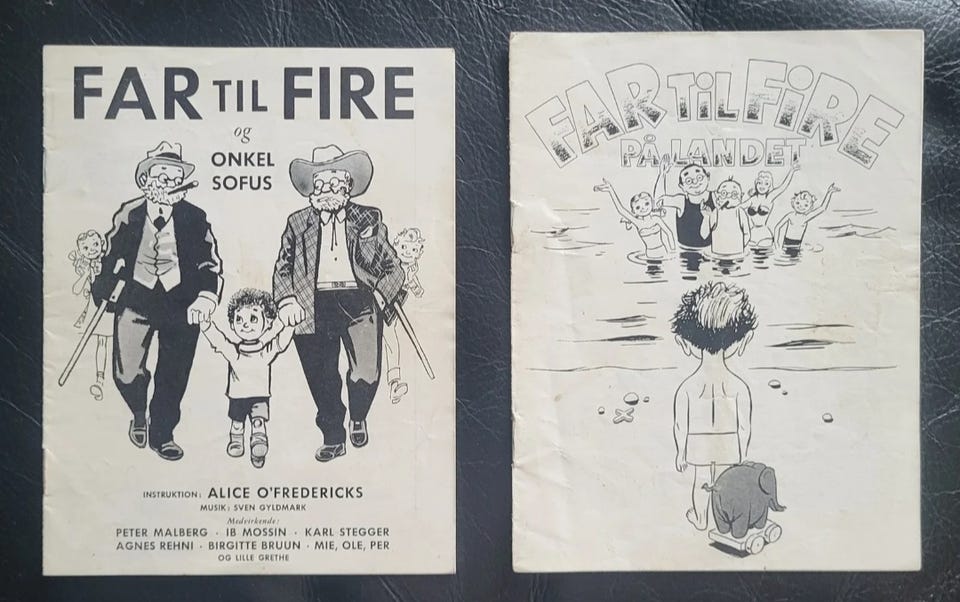 FAR TIL FIRE
og
ONKEL
SOFUS
INSTRUKTION: ALICE O'FREDERICKS
MUSIK: SVEN GYLDMARK
Medvirkende:
PETER MALBERG · IB MOSSIN · KARL STEGGER
AGNES REHNI · BIRGITTE BRUUN · MIE, OLE, PER
OG LILLE GRETHE
FAR TiL FiRE
PÅ LANDET